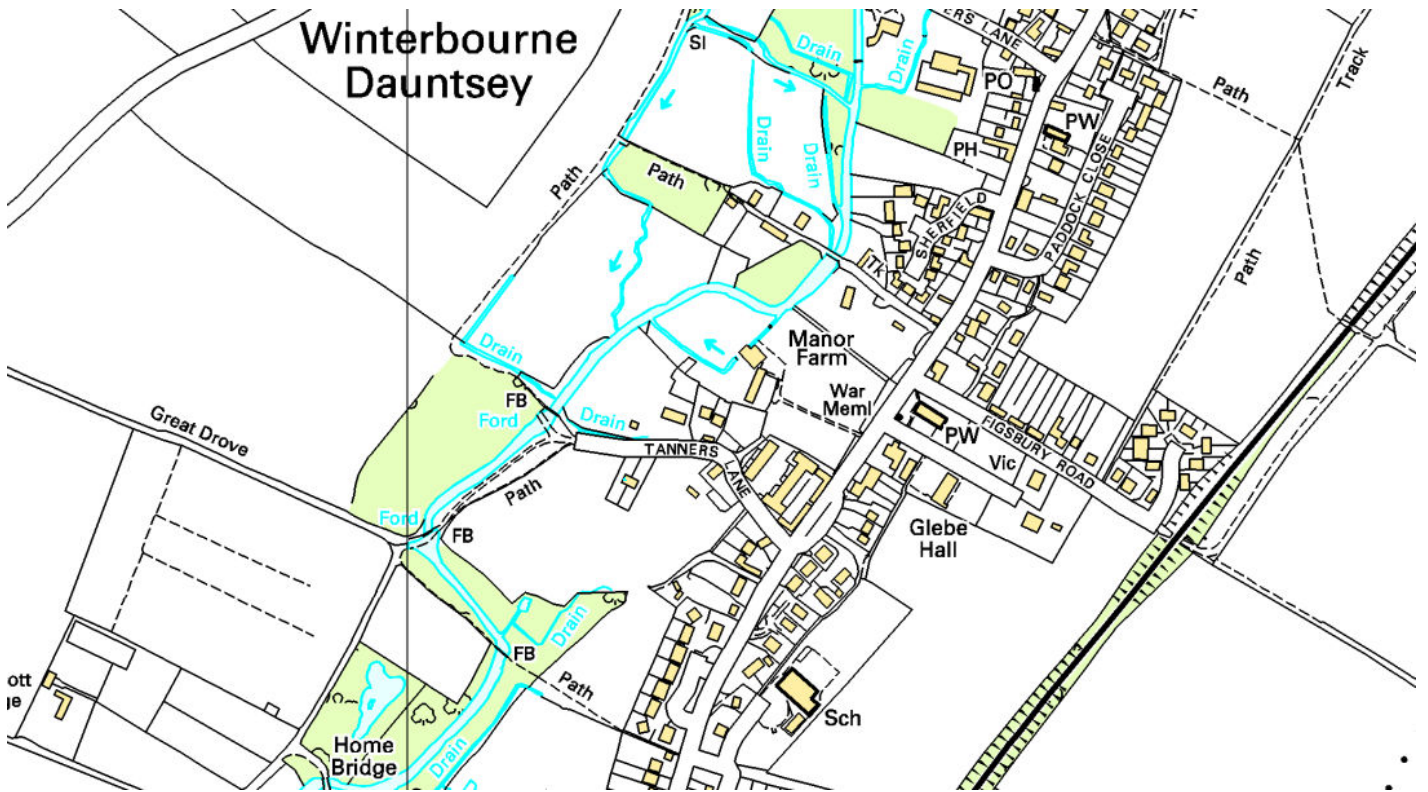 Winterbourne
Dauntsey
SI
Drain
Drain
LANE
PO
Path
Track
PW
PH
Drain
Drain
Path
Path
SHERFIELD
PADDOCK CLOSE
Path
Tk
Drain
Manor
Farm
War
Meml
FB
Ford
Drain
Great Drove
TANNERS LANE
PW
FIGSBURY ROAD
Vic
Path
Ford
FB
Glebe
Hall
Drain
FB
Path
Sch
Home
Bridge
Drain